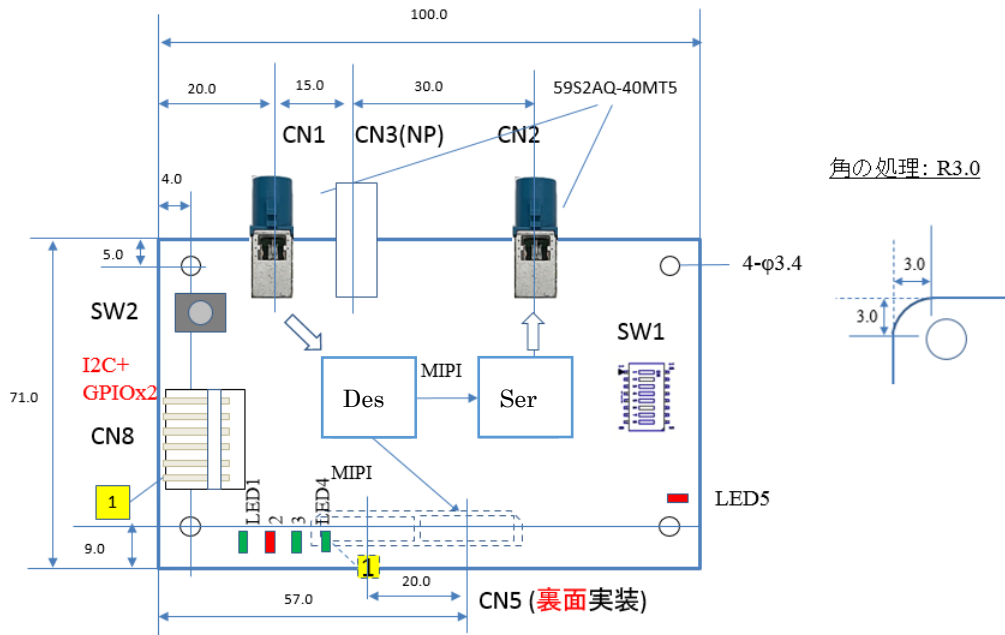 100.0
20.0
15.0
30.0
59S2AQ-40MT5
CN1
CN3(NP)
CN2
角の処理: R3.0
4.0
5.0
4-φ3.4
3.0
3.0
SW2
SW1
I2C+
GPIOx2
MIPI
71.0
Des
Ser
CN8
MIPI
1
LED1
2
3
LED4
LED5
9.0
1
20.0
57.0
CN5 (裏面実装)